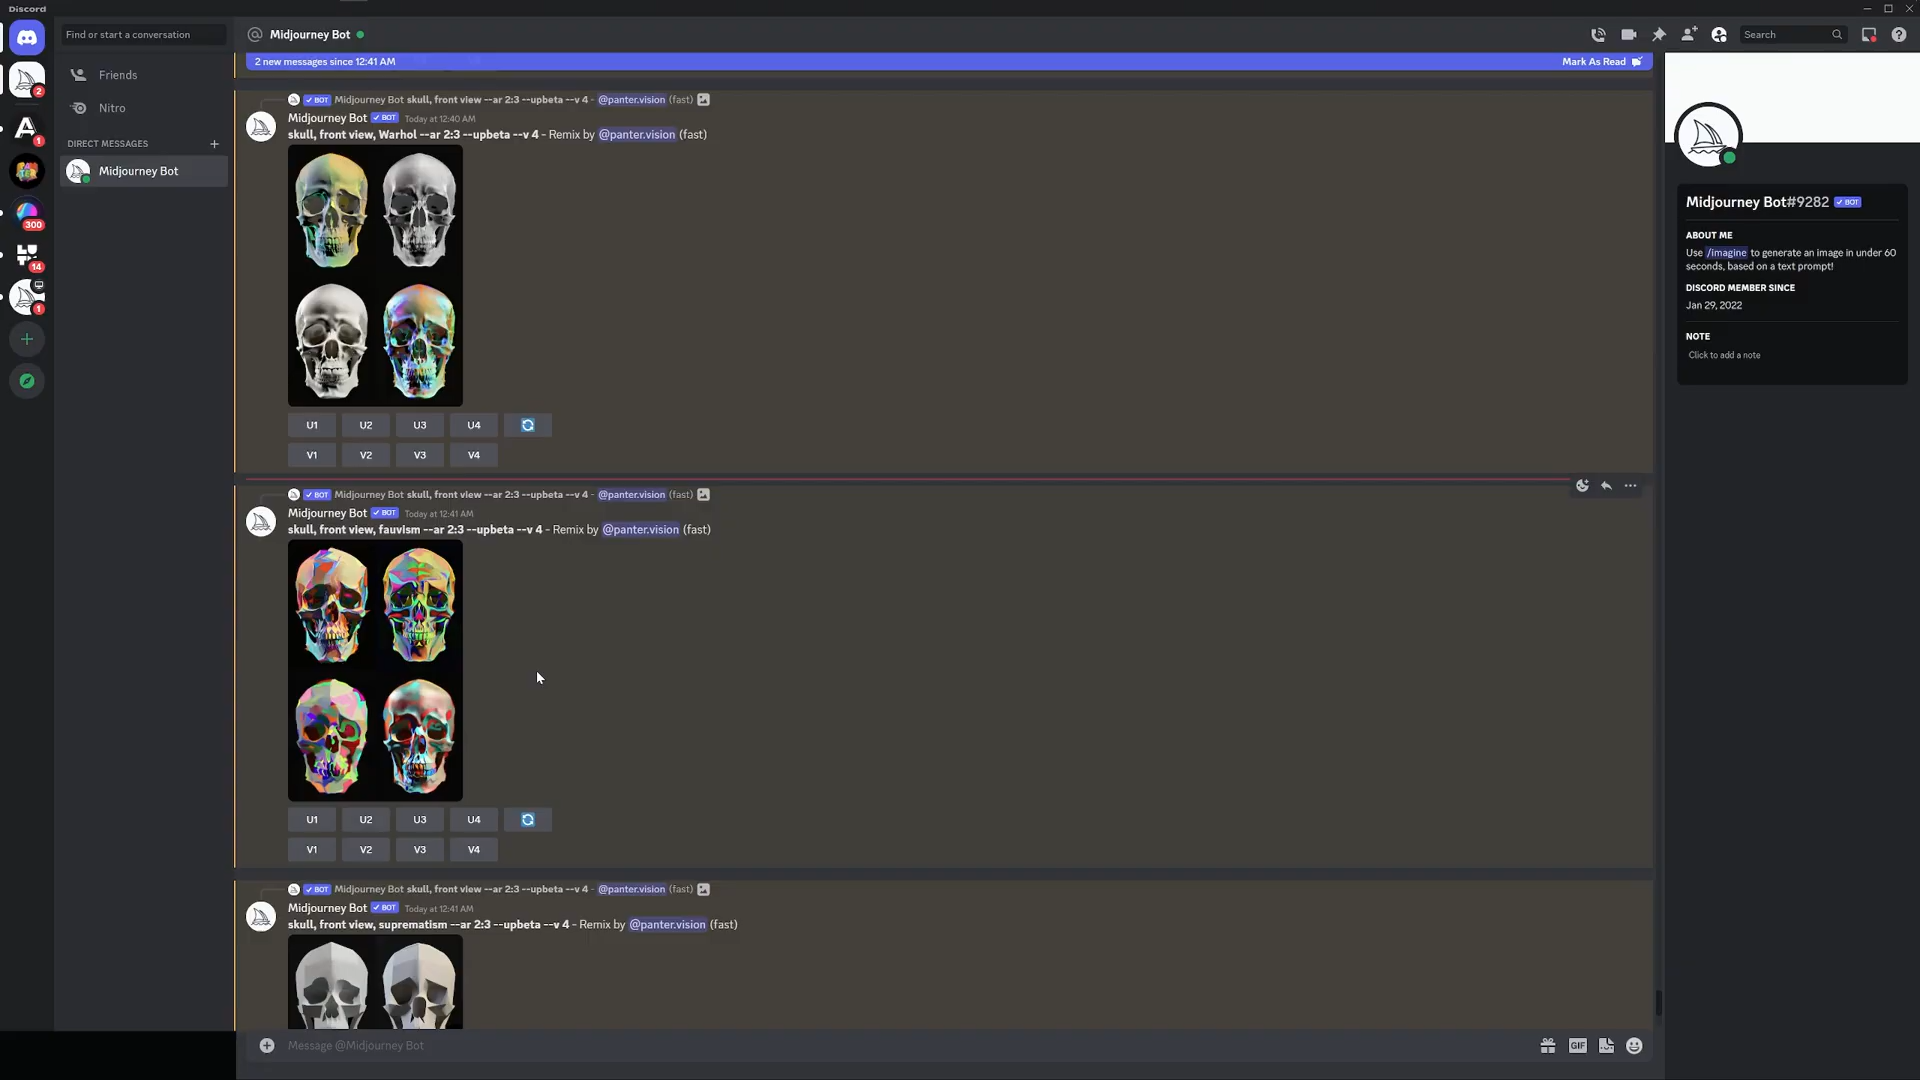 Discord
Find or start a conversation
Friends
Nitro
DIRECT MESSAGES
Midjourney Bot
2
1
300
14
1
Midjourney Bot
Search
2 new messages since 12:41 AM
Mark As Read
BOT Midjourney Bot skull, front view --ar 2:3 --upbeta --v 4 - @panter.vision (fast)
Midjourney Bot BOT Today at 12:40 AM
skull, front view, Warhol --ar 2:3 --upbeta --v 4 - Remix by @panter.vision (fast)
U1 U2 U3 U4
V1 V2 V3 V4
BOT Midjourney Bot skull, front view --ar 2:3 --upbeta --v 4 - @panter.vision (fast)
Midjourney Bot BOT Today at 12:41 AM
skull, front view, fauvism --ar 2:3 --upbeta --v 4 - Remix by @panter.vision (fast)
U1 U2 U3 U4
V1 V2 V3 V4
BOT Midjourney Bot skull, front view --ar 2:3 --upbeta --v 4 - @panter.vision (fast)
Midjourney Bot BOT Today at 12:41 AM
skull, front view, suprematism --ar 2:3 --upbeta --v 4 - Remix by @panter.vision (fast)
Message @Midjourney Bot
GIF
Midjourney Bot#9282 BOT
ABOUT ME
Use /imagine to generate an image in under 60
seconds, based on a text prompt!
DISCORD MEMBER SINCE
Jan 29, 2022
NOTE
Click to add a note